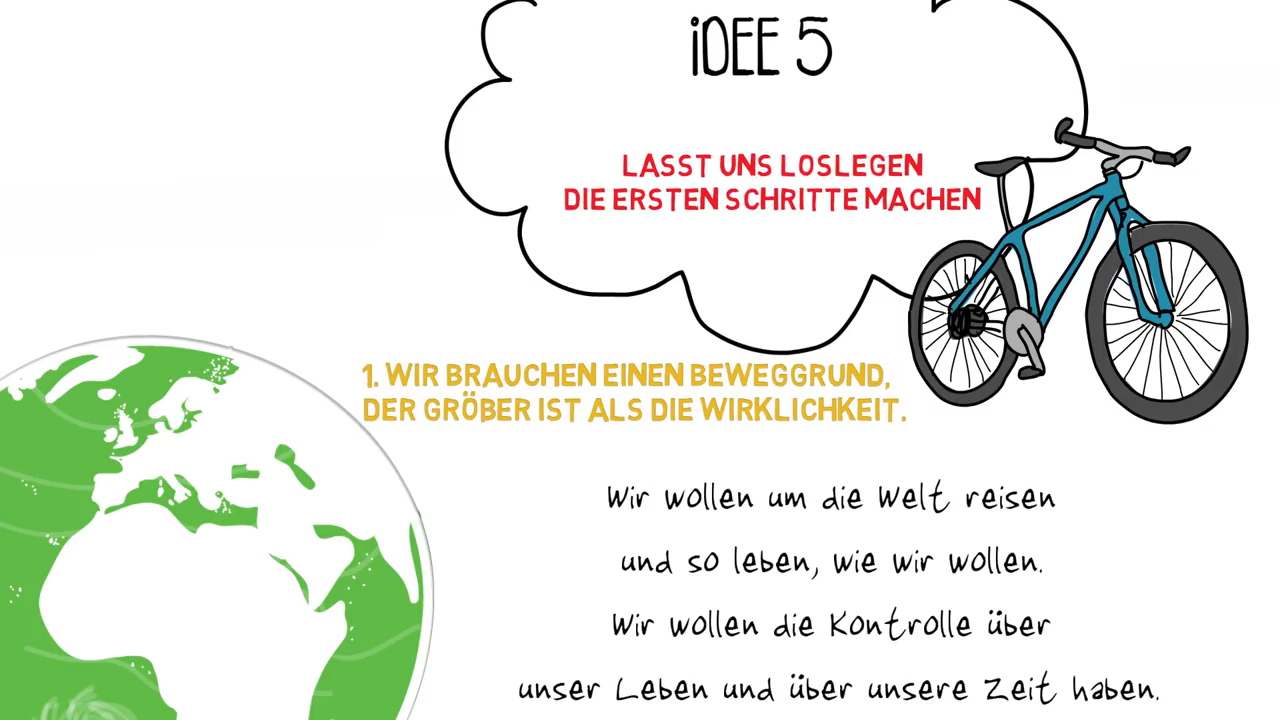 iDEE 5
LASST UNS LOSLEGEN
DIE ERSTEN SCHRITTE MACHEN
1. WIR BRAUCHEN EINEN BEWEGGRUND,
DER GRÖBER IST ALS DIE WIRKLICHKEIT.
Wir wollen um die Welt reisen
und so leben, wie wir wollen.
Wir wollen die Kontrolle über
unser Leben und über unsere Zeit haben.